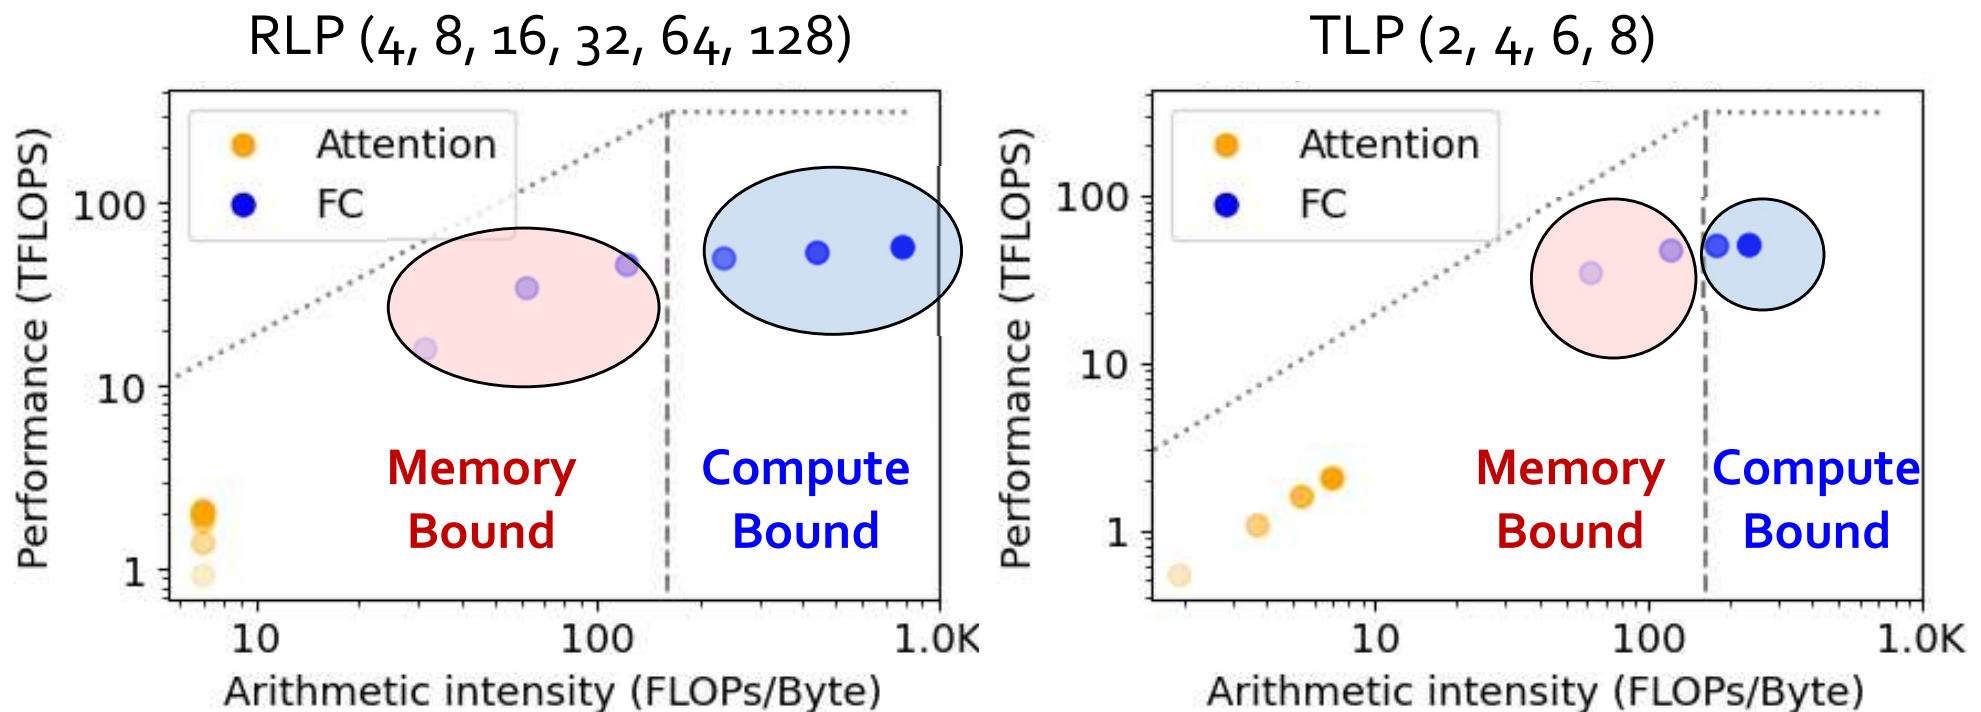 RLP (4, 8, 16, 32, 64, 128)
Attention
FC
Performance (TFLOPS)
100
10
1
Memory
Bound
Compute
Bound
10
100
1.0K
Arithmetic intensity (FLOPs/Byte)
TLP (2, 4, 6, 8)
Attention
FC
Performance (TFLOPS)
100
10
1
Memory
Bound
Compute
Bound
10
100
1.0K
Arithmetic intensity (FLOPs/Byte)